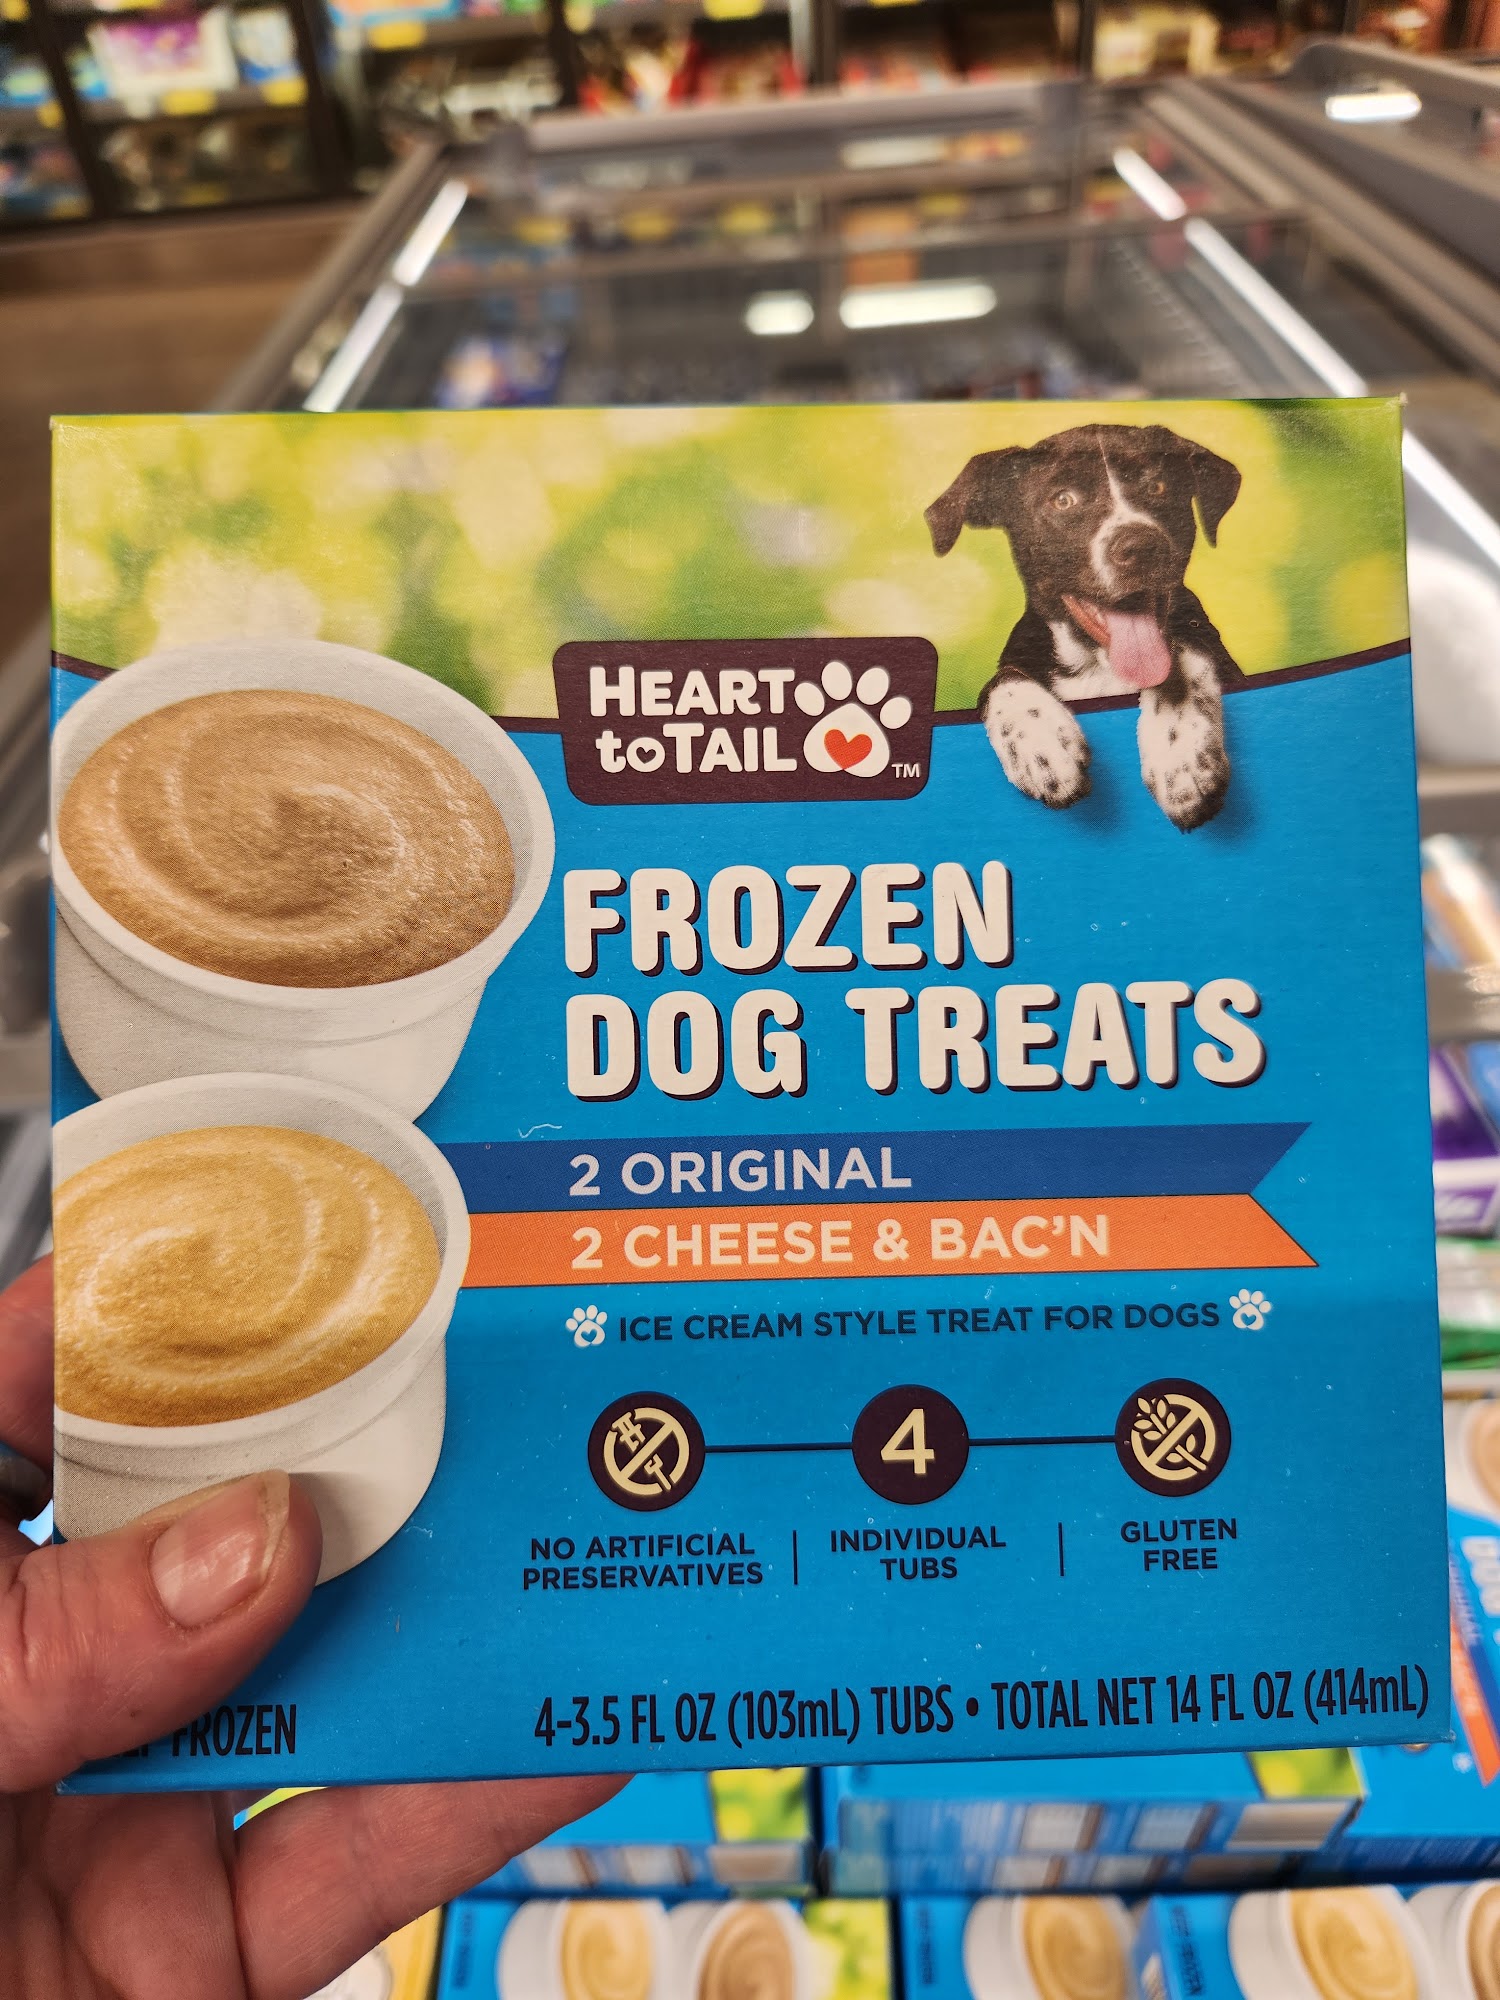 HEART
to TAIL TM
FROZEN
DOG TREATS
2 ORIGINAL
2 CHEESE & BAC'N
ICE CREAM STYLE TREAT FOR DOGS
NO ARTIFICIAL
PRESERVATIVES
4
INDIVIDUAL
TUBS
GLUTEN
FREE
FROZEN
4-3.5 FL OZ (103mL) TUBS • TOTAL NET 14 FL OZ (414mL)